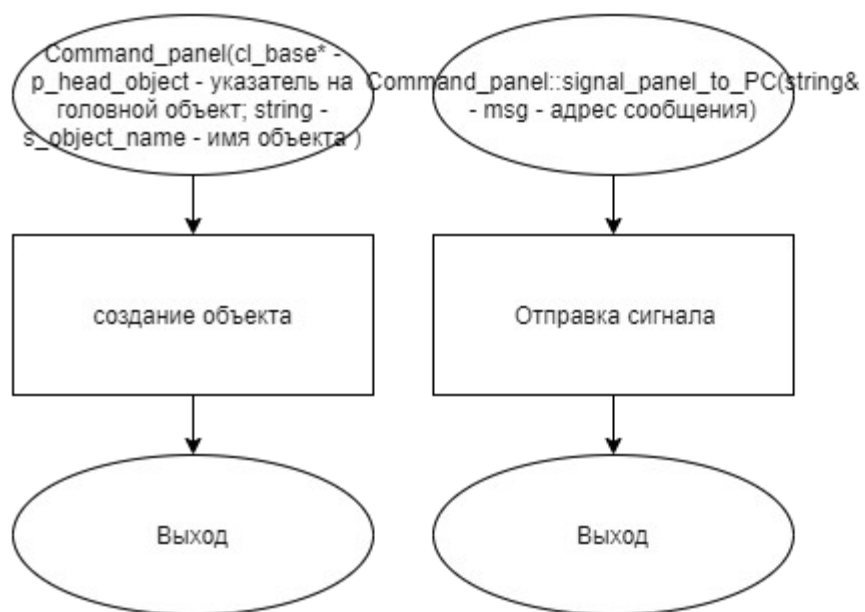 Command_panel(cl_base* -
p_head_object - указатель на
головной объект; string -
s_object_name - имя объекта )
Command_panel::signal_panel_to_PC(string&
- msg - адрес сообщения)
создание объекта
Отправка сигнала
Выход
Выход